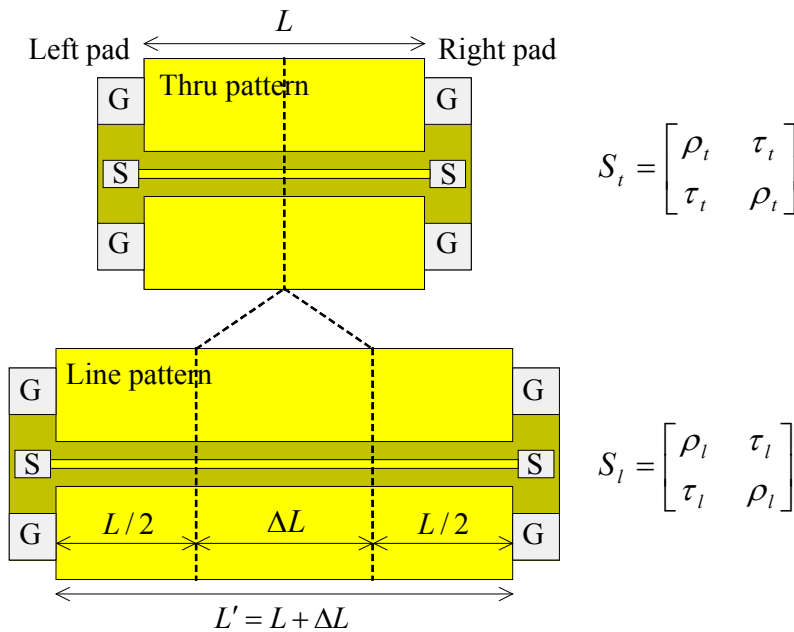 L
Left pad
Right pad
G
Thru pattern
G
S
S
G
G
S_t = [ρ_t τ_t
τ_t ρ_t]
G
Line pattern
G
S
S
G
L/2
ΔL
L/2
G
L′ = L + ΔL
S_l = [ρ_l τ_l
τ_l ρ_l]